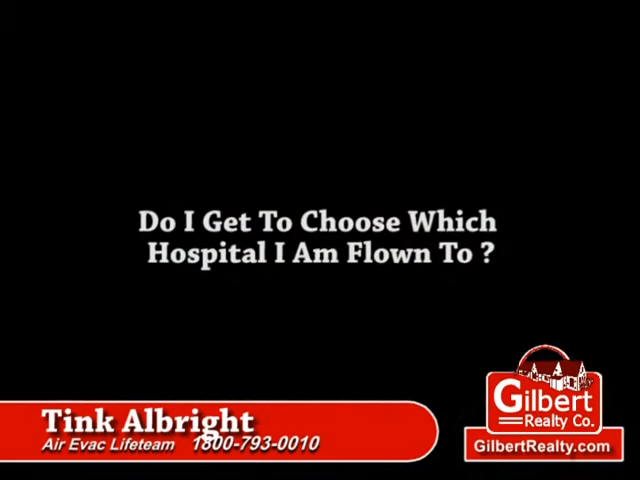 Do I Get To Choose Which
Hospital I Am Flown To ?
Tink Albright
Air Evac Lifeteam 1800-793-0010
Gilbert
Realty Co.
GilbertRealty.com